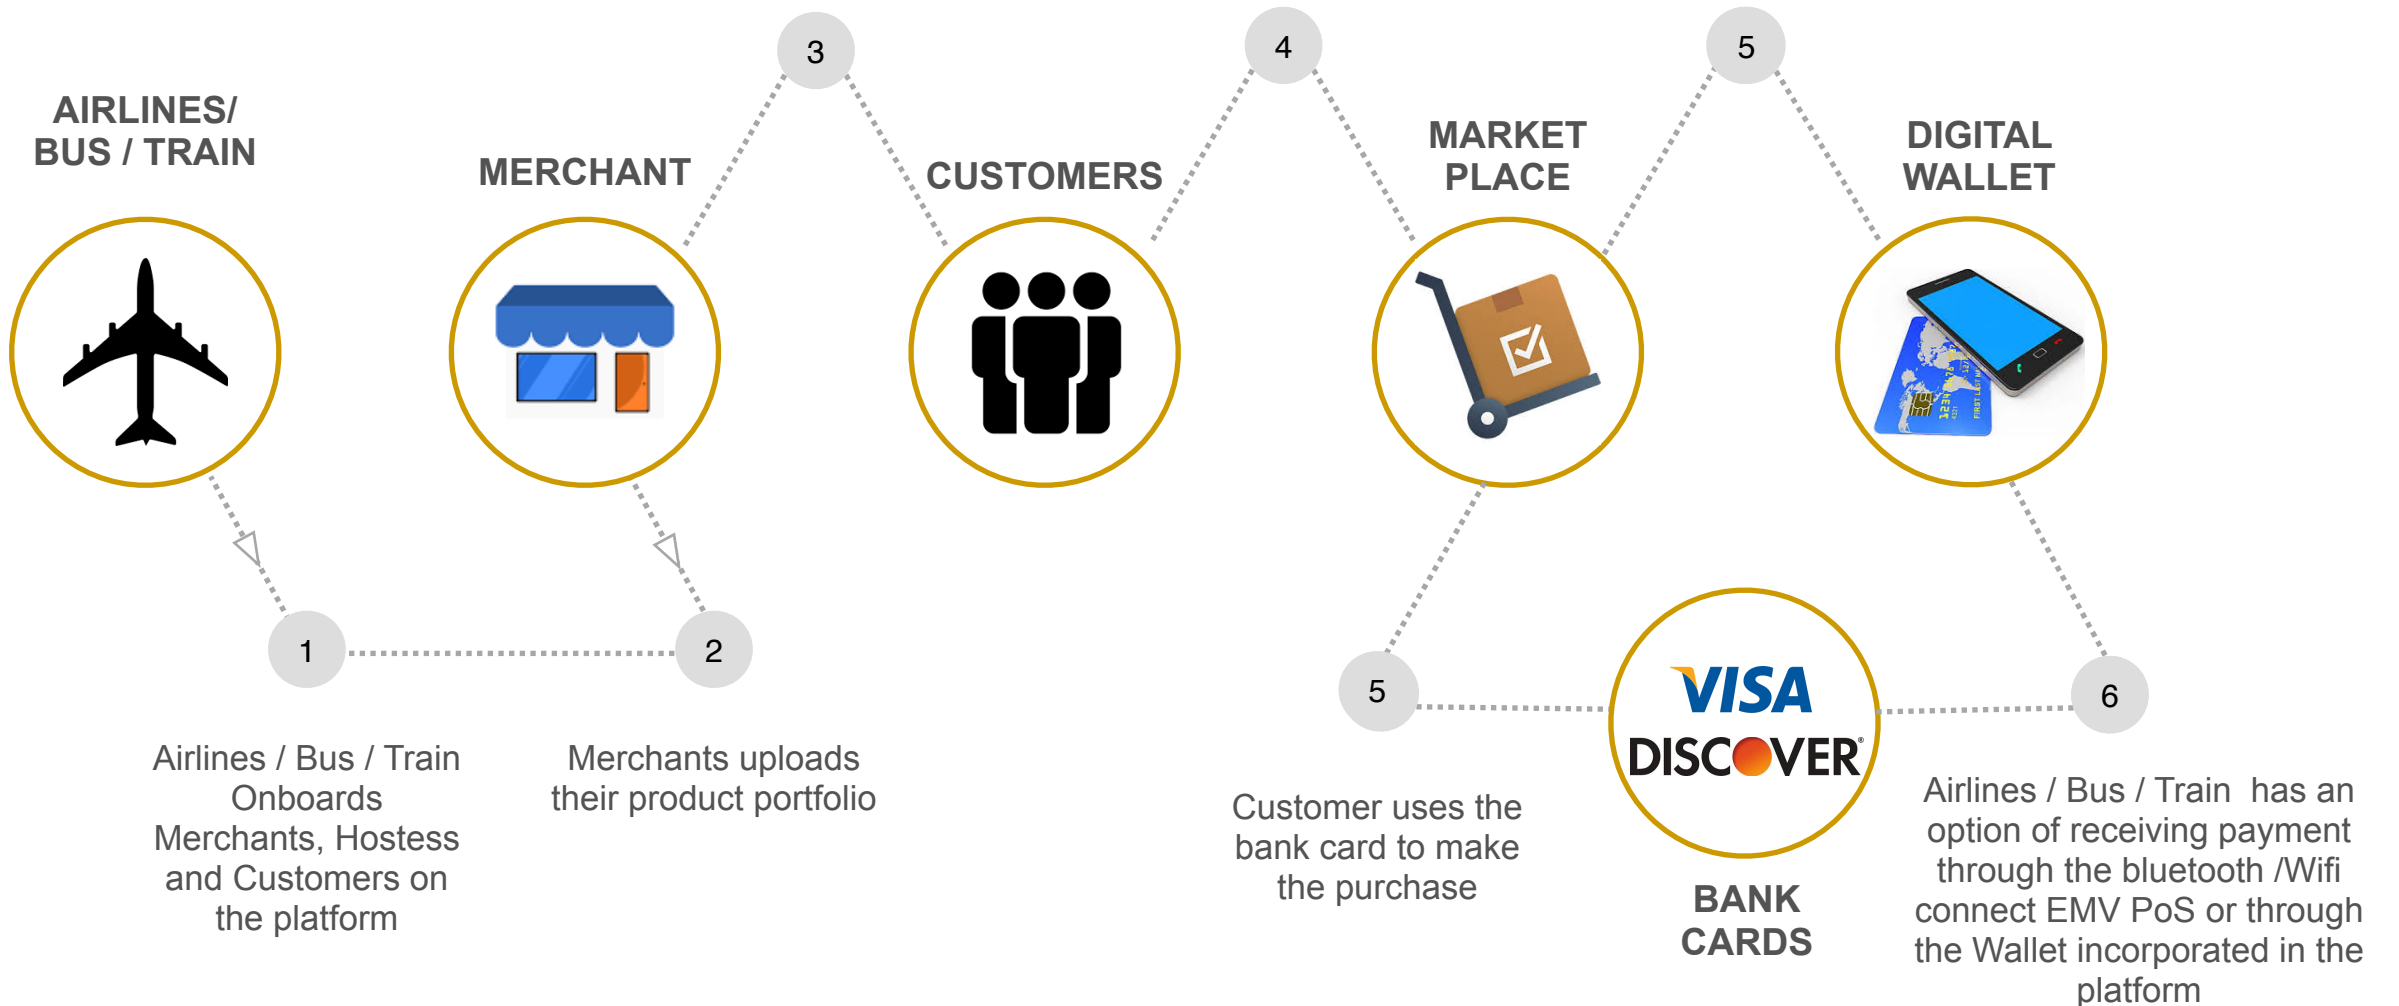 3
4
5
AIRLINES/
BUS / TRAIN
MERCHANT
CUSTOMERS
MARKET
PLACE
DIGITAL
WALLET
1
2
5
6
VISA
DISCOVER®
BANK
CARDS
Airlines / Bus / Train
Onboards
Merchants, Hostess
and Customers on
the platform
Merchants uploads
their product portfolio
Customer uses the
bank card to make
the purchase
Airlines / Bus / Train has an
option of receiving payment
through the bluetooth /Wifi
connect EMV PoS or through
the Wallet incorporated in the
platform